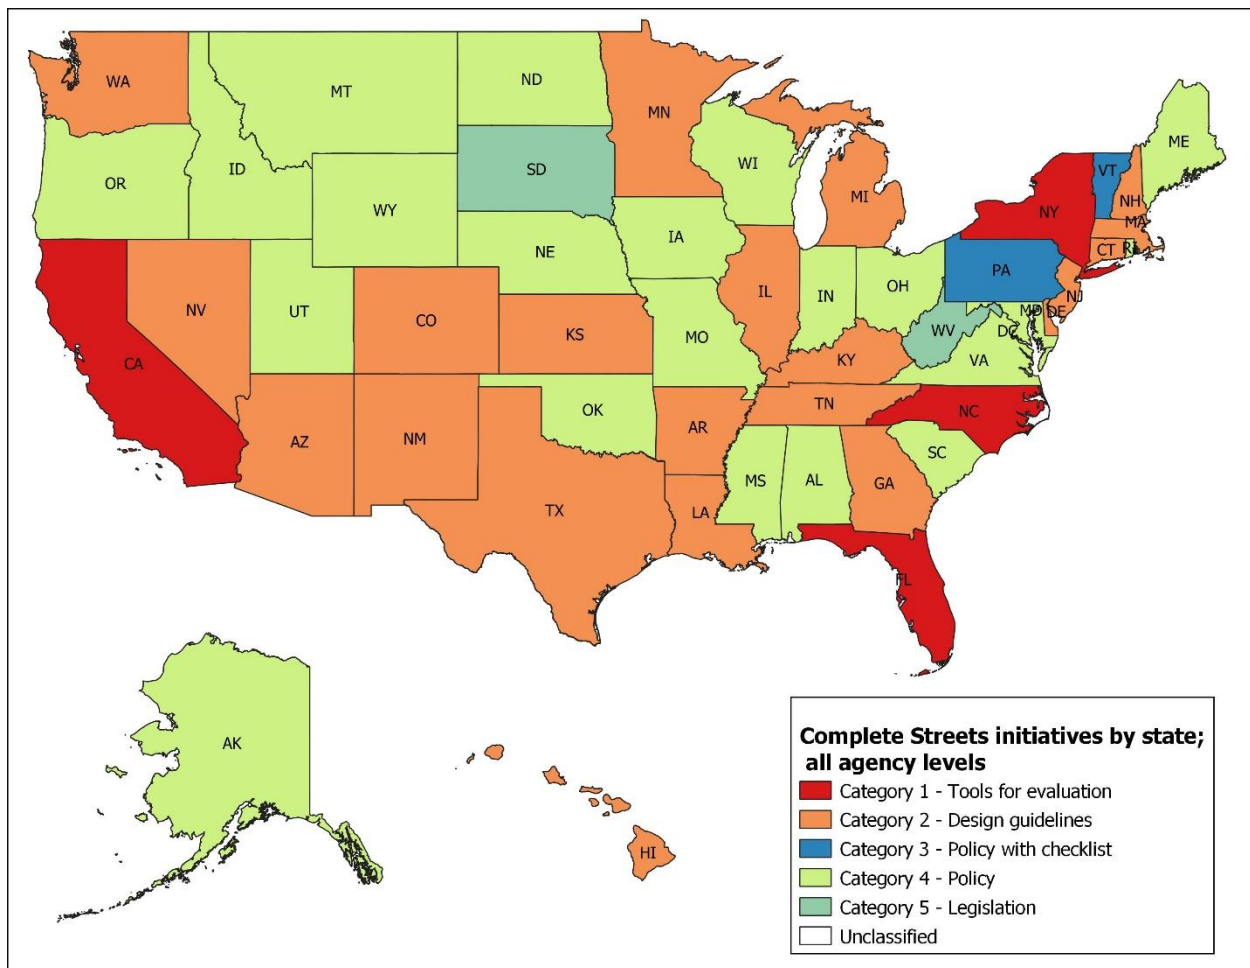 WA
MT
ND
MN
ME
OR
ID
SD
WI
VT
NH
WY
MI
NY
MA
IA
CT
RI
NE
PA
NV
UT
CO
IL
IN
OH
NJ
MD
DE
KS
MO
WV
DC
CA
KY
VA
OK
TN
NC
AZ
NM
AR
SC
MS
AL
GA
TX
LA
FL
AK
HI
Complete Streets initiatives by state;
all agency levels
Category 1 - Tools for evaluation
Category 2 - Design guidelines
Category 3 - Policy with checklist
Category 4 - Policy
Category 5 - Legislation
Unclassified